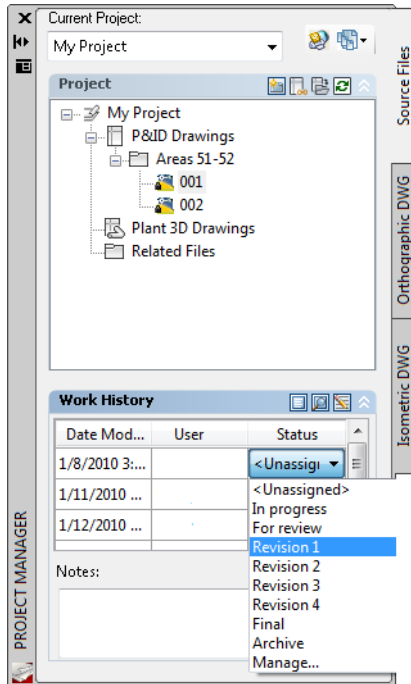 Current Project:
My Project
Project
My Project
P&ID Drawings
Areas 51-52
001
002
Plant 3D Drawings
Related Files
Work History
Date Mod... User Status
1/8/2010 3:... <Unassigı
1/11/2010 ...
1/12/2010 ...
<Unassigned>
In progress
For review
Revision 1
Revision 2
Revision 3
Revision 4
Final
Archive
Manage...
Notes:
PROJECT MANAGER
Source Files
Orthographic DWG
Isometric DWG